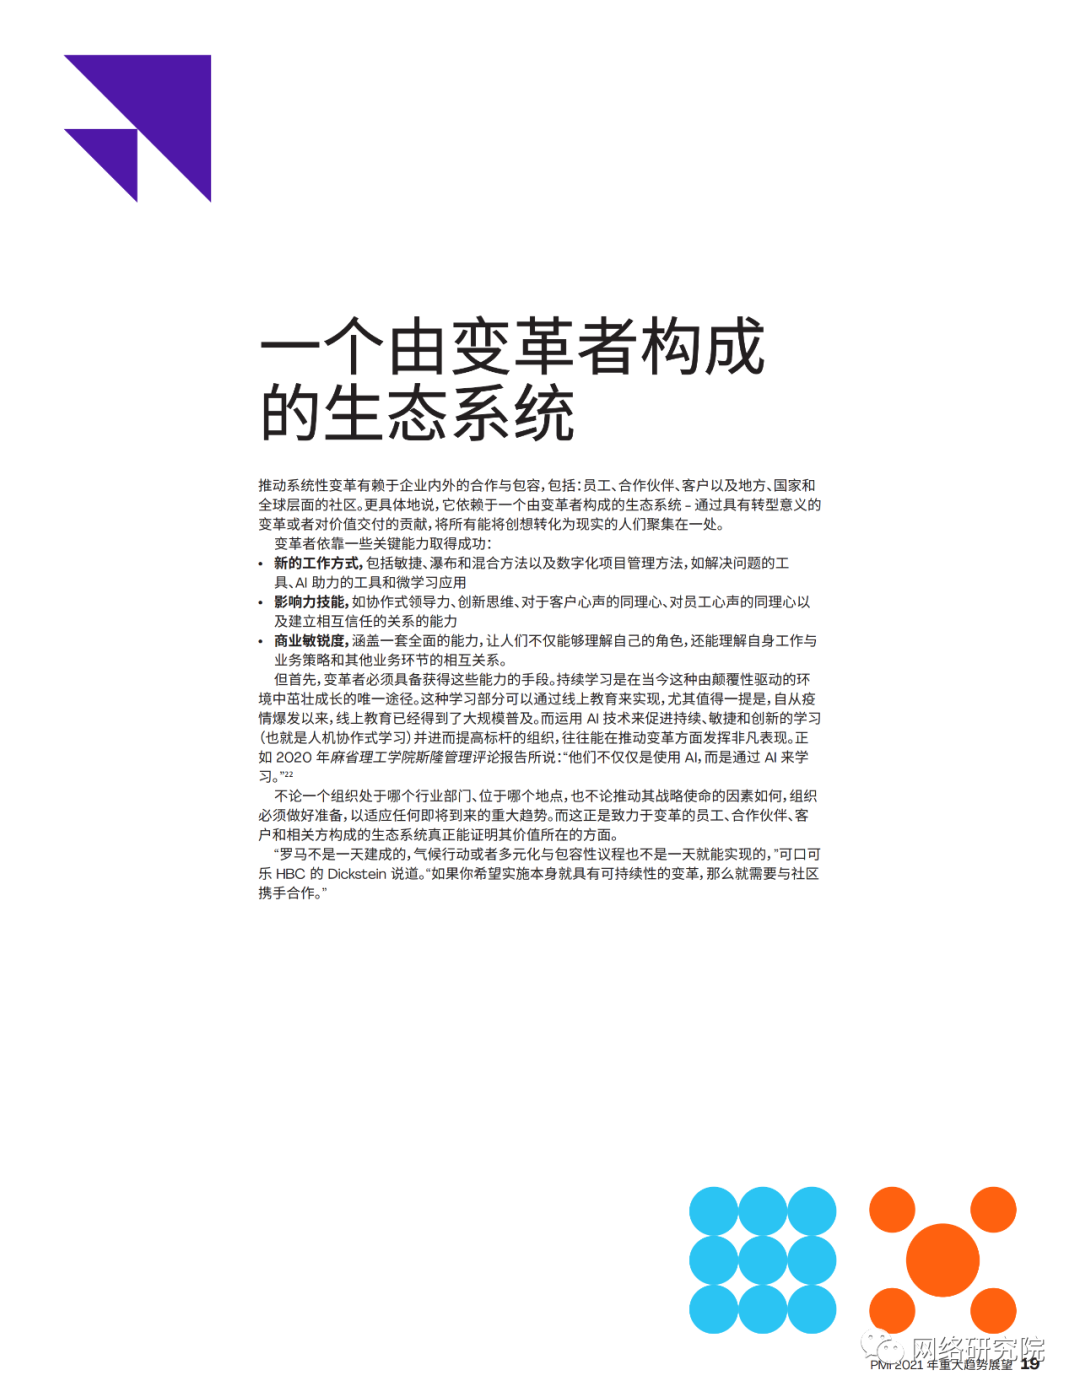 一个由变革者构成
的生态系统
推动系统性变革有赖于企业内外的合作与包容，包括：员工、合作伙伴、客户以及地方、国家和
全球层面的社区。更具体地说，它依赖于一个由变革者构成的生态系统 – 通过具有转型意义的
变革或者对价值交付的贡献，将所有能将创想转化为现实的人们聚集在一处。
变革者依靠一些关键能力取得成功：
• 新的工作方式，包括敏捷、瀑布和混合方法以及数字化项目管理方法，如解决问题的工
具、AI 助力的工具和微学习应用
• 影响力技能，如协作式领导力、创新思维、对于客户心声的同理心、对员工心声的同理心以
及建立相互信任的关系的能力
• 商业敏锐度，涵盖一套全面的能力，让人们不仅能够理解自己的角色，还能理解自身工作与
业务策略和其他业务环节的相互关系。
但首先，变革者必须具备获得这些能力的手段。持续学习是在当今这种由颠覆性驱动的环
境中茁壮成长的唯一途径。这种学习部分可以通过线上教育来实现，尤其值得一提是，自从疫
情爆发以来，线上教育已经得到了大规模普及。而运用 AI 技术来促进持续、敏捷和创新的学习
（也就是人机协作式学习）并进而提高标杆的组织，往往能在推动变革方面发挥非凡表现。正
如 2020 年麻省理工学院斯隆管理评论报告所说：“他们不仅仅是使用 AI，而是通过 AI 来学
习。”22
不论一个组织处于哪个行业部门、位于哪个地点，也不论推动其战略使命的因素如何，组织
必须做好准备，以适应任何即将到来的重大趋势。而这正是致力于变革的员工、合作伙伴、客
户和相关方构成的生态系统真正能证明其价值所在的方面。
“罗马不是一天建成的，气候行动或者多元化与包容性议程也不是一天就能实现的，”可口可
乐 HBC 的 Dickstein 说道。“如果你希望实施本身就具有可持续性的变革，那么就需要与社区
携手合作。”
网络研究院
PMI 2021 年重大趋势展望 19